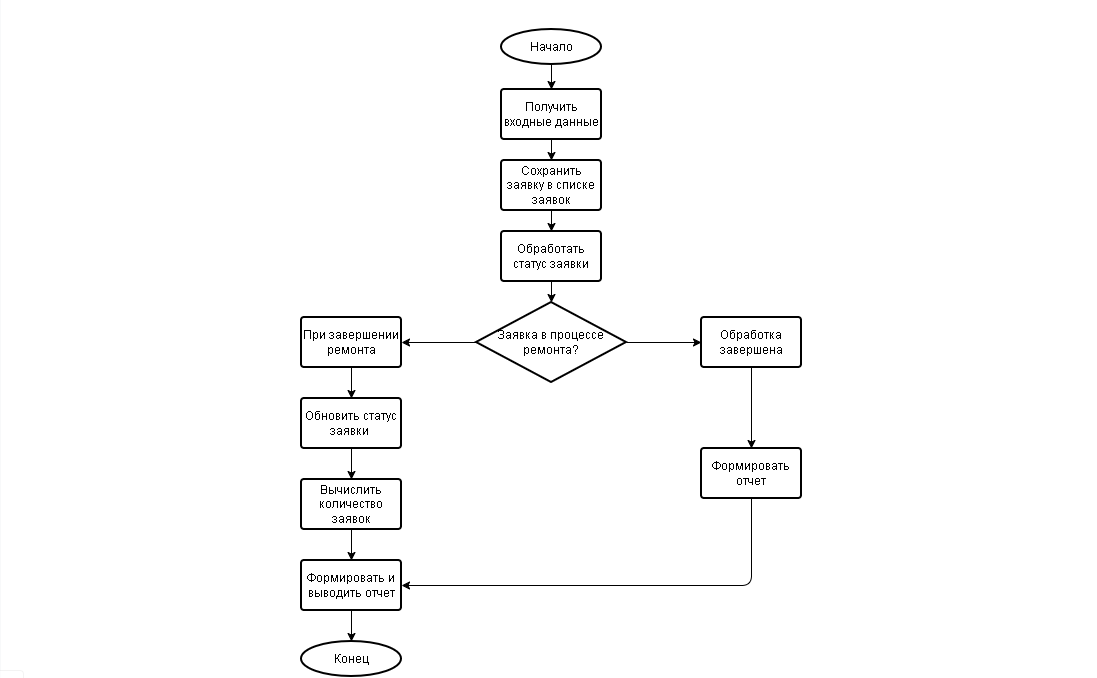 Начало
Получить
входные данные
Сохранить
заявку в списке
заявок
Обработать
статус заявки
Заявка в процессе
ремонта?
При завершении
ремонта
Обработка
завершена
Обновить статус
заявки
Формировать
отчет
Вычислить
количество
заявок
Формировать и
выводить отчет
Конец